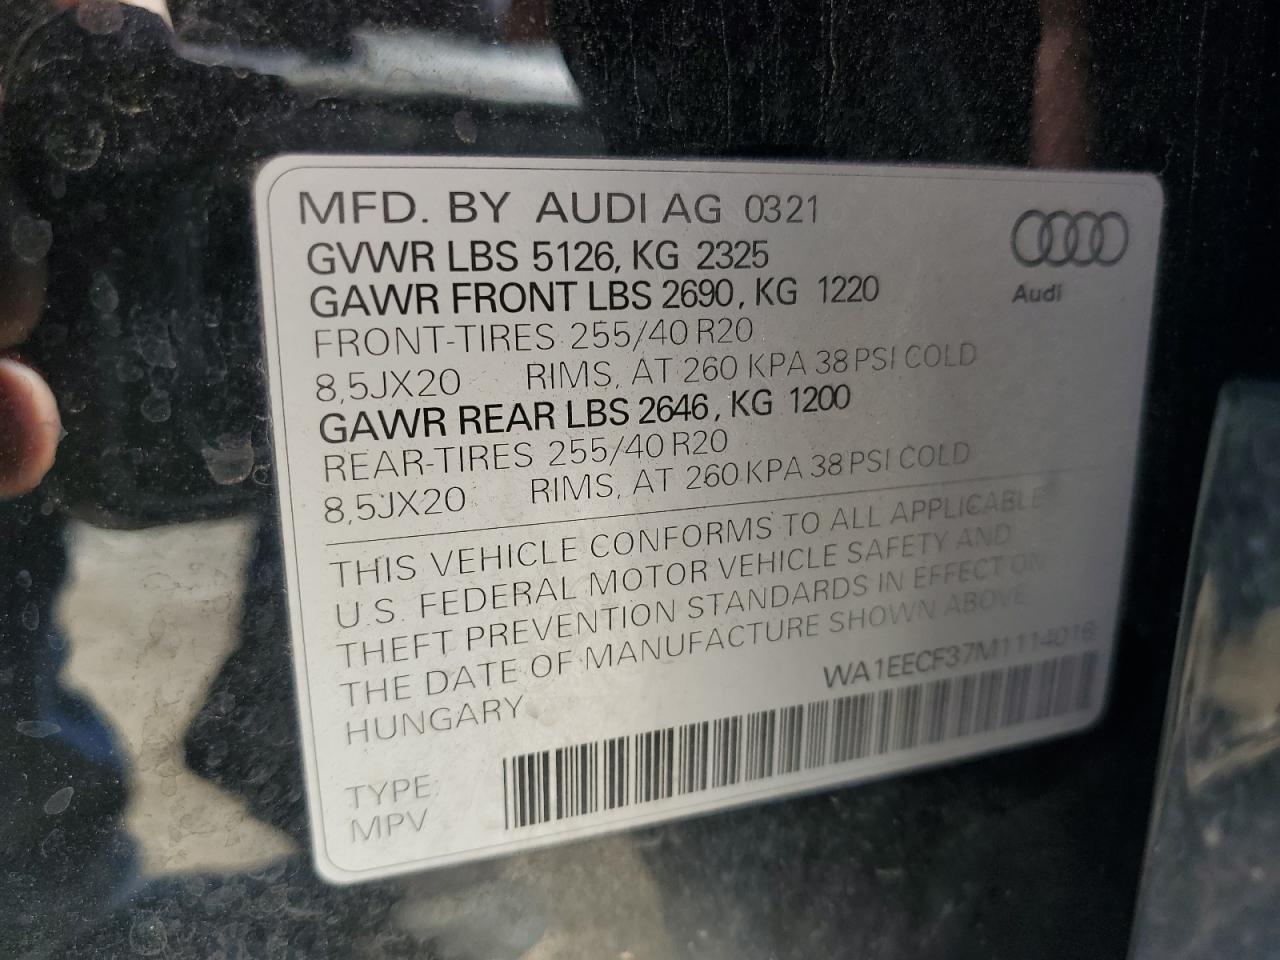 MFD. BY AUDI AG 0321
GVWR LBS 5126, KG 2325
GAWR FRONT LBS 2690, KG 1220
FRONT-TIRES 255/40 R20
8,5JX20 RIMS, AT 260 KPA 38 PSI COLD
GAWR REAR LBS 2646, KG 1200
REAR-TIRES 255/40 R20
8,5JX20 RIMS, AT 260 KPA 38 PSI COLD
Audi
THIS VEHICLE CONFORMS TO ALL APPLICABLE
U.S. FEDERAL MOTOR VEHICLE SAFETY AND
THEFT PREVENTION STANDARDS IN EFFECT ON
THE DATE OF MANUFACTURE SHOWN ABOVE
HUNGARY
WA1EECF37M1114016
TYPE:
MPV